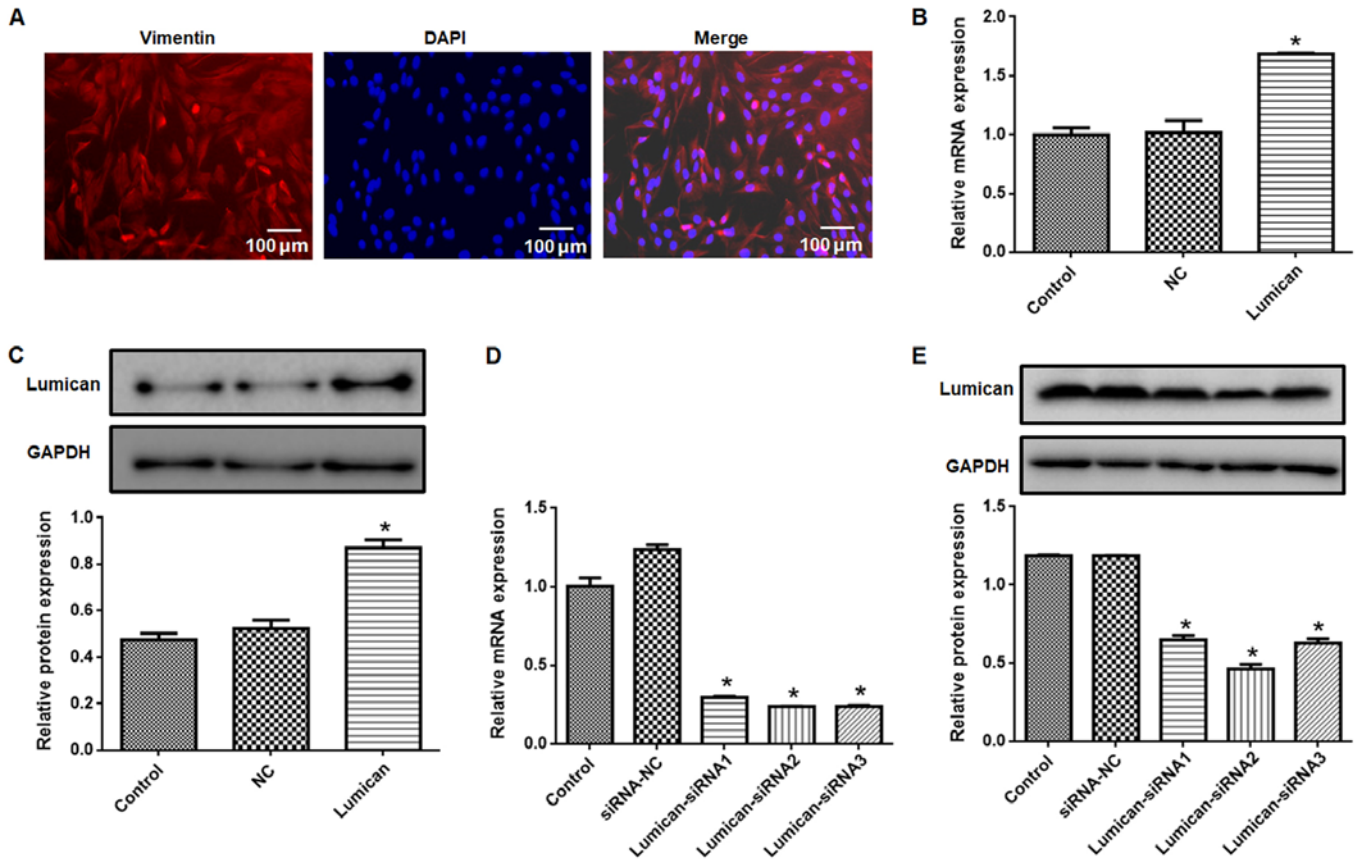 A
Vimentin
DAPI
Merge
100 µm
100 µm
100 µm
B
Relative mRNA expression
2.0
1.5
1.0
0.5
0.0
*
Control
NC
Lumican
C
Lumican
GAPDH
Relative protein expression
1.0
0.8
0.6
0.4
0.2
0.0
*
Control
NC
Lumican
D
Relative mRNA expression
1.5
1.0
0.5
0.0
*
*
*
Control
siRNA-NC
Lumican-siRNA1
Lumican-siRNA2
Lumican-siRNA3
E
Lumican
GAPDH
Relative protein expression
1.5
1.0
0.5
0.0
*
*
*
Control
siRNA-NC
Lumican-siRNA1
Lumican-siRNA2
Lumican-siRNA3